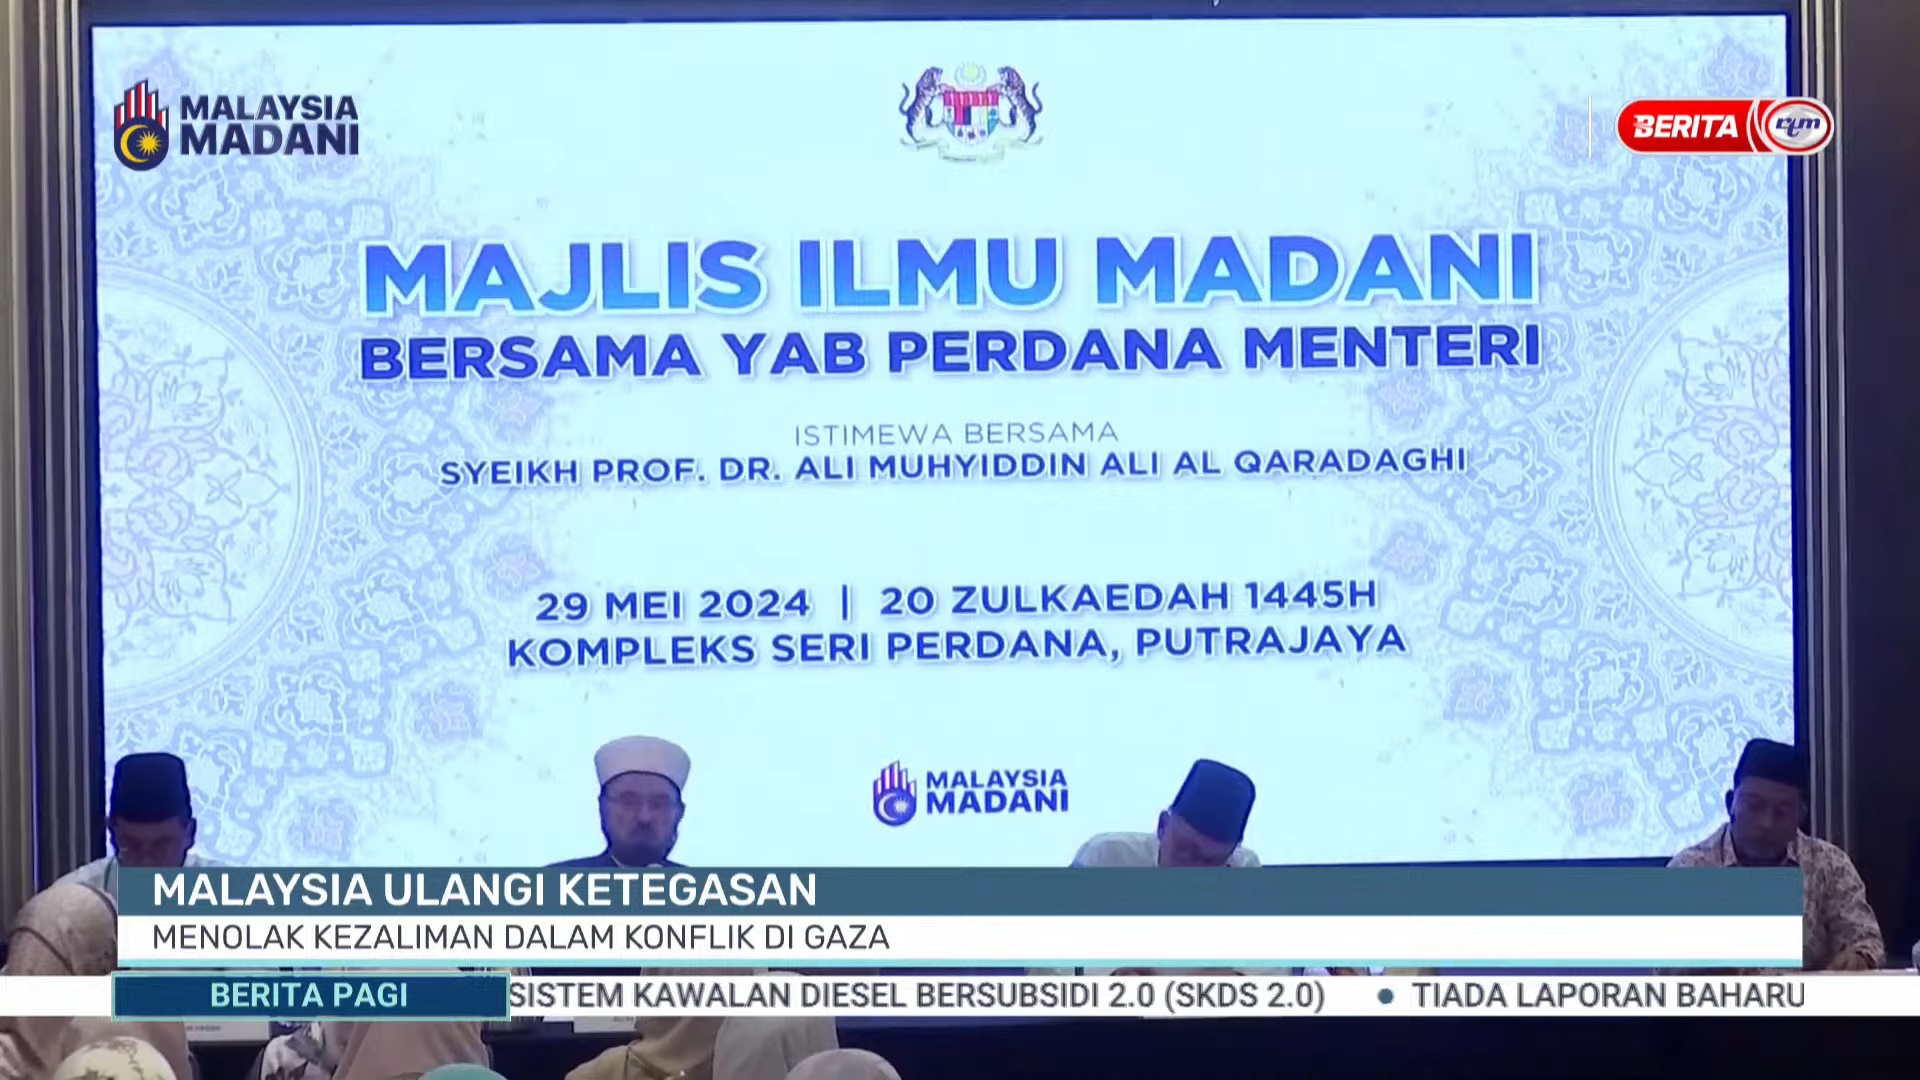 MALAYSIA
MADANI
BERITA rtm
MAJLIS ILMU MADANI
BERSAMA YAB PERDANA MENTERI
ISTIMEWA BERSAMA
SYEIKH PROF. DR. ALI MUHYIDDIN ALI AL QARADAGHI
29 MEI 2024 | 20 ZULKAEDAH 1445H
KOMPLEKS SERI PERDANA, PUTRAJAYA
MALAYSIA
MADANI
MALAYSIA ULANGI KETEGASAN
MENOLAK KEZALIMAN DALAM KONFLIK DI GAZA
BERITA PAGI SISTEM KAWALAN DIESEL BERSUBSIDI 2.0 (SKDS 2.0) • TIADA LAPORAN BAHARU